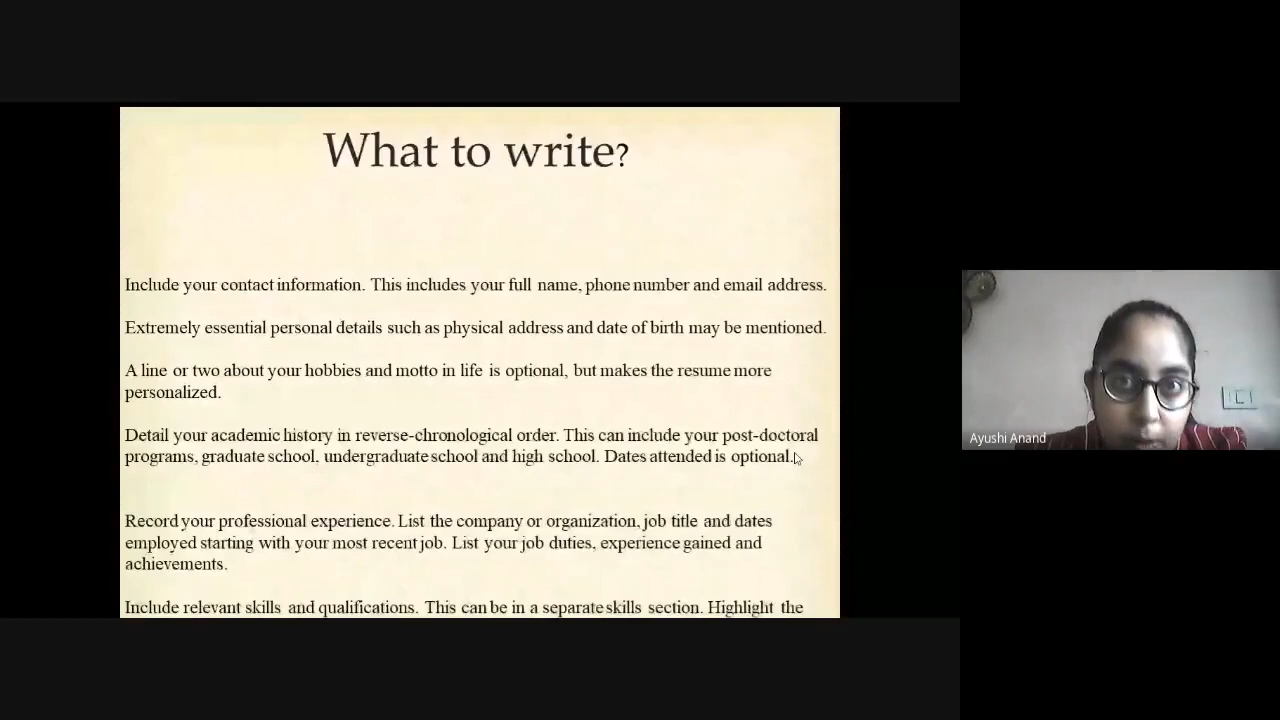 What to write?
Include your contact information. This includes your full name, phone number and email address.
Extremely essential personal details such as physical address and date of birth may be mentioned.
A line or two about your hobbies and motto in life is optional, but makes the resume more
personalized.
Detail your academic history in reverse-chronological order. This can include your post-doctoral
programs, graduate school, undergraduate school and high school. Dates attended is optional.
Record your professional experience. List the company or organization, job title and dates
employed starting with your most recent job. List your job duties, experience gained and
achievements.
Include relevant skills and qualifications. This can be in a separate skills section. Highlight the
Ayushi Anand